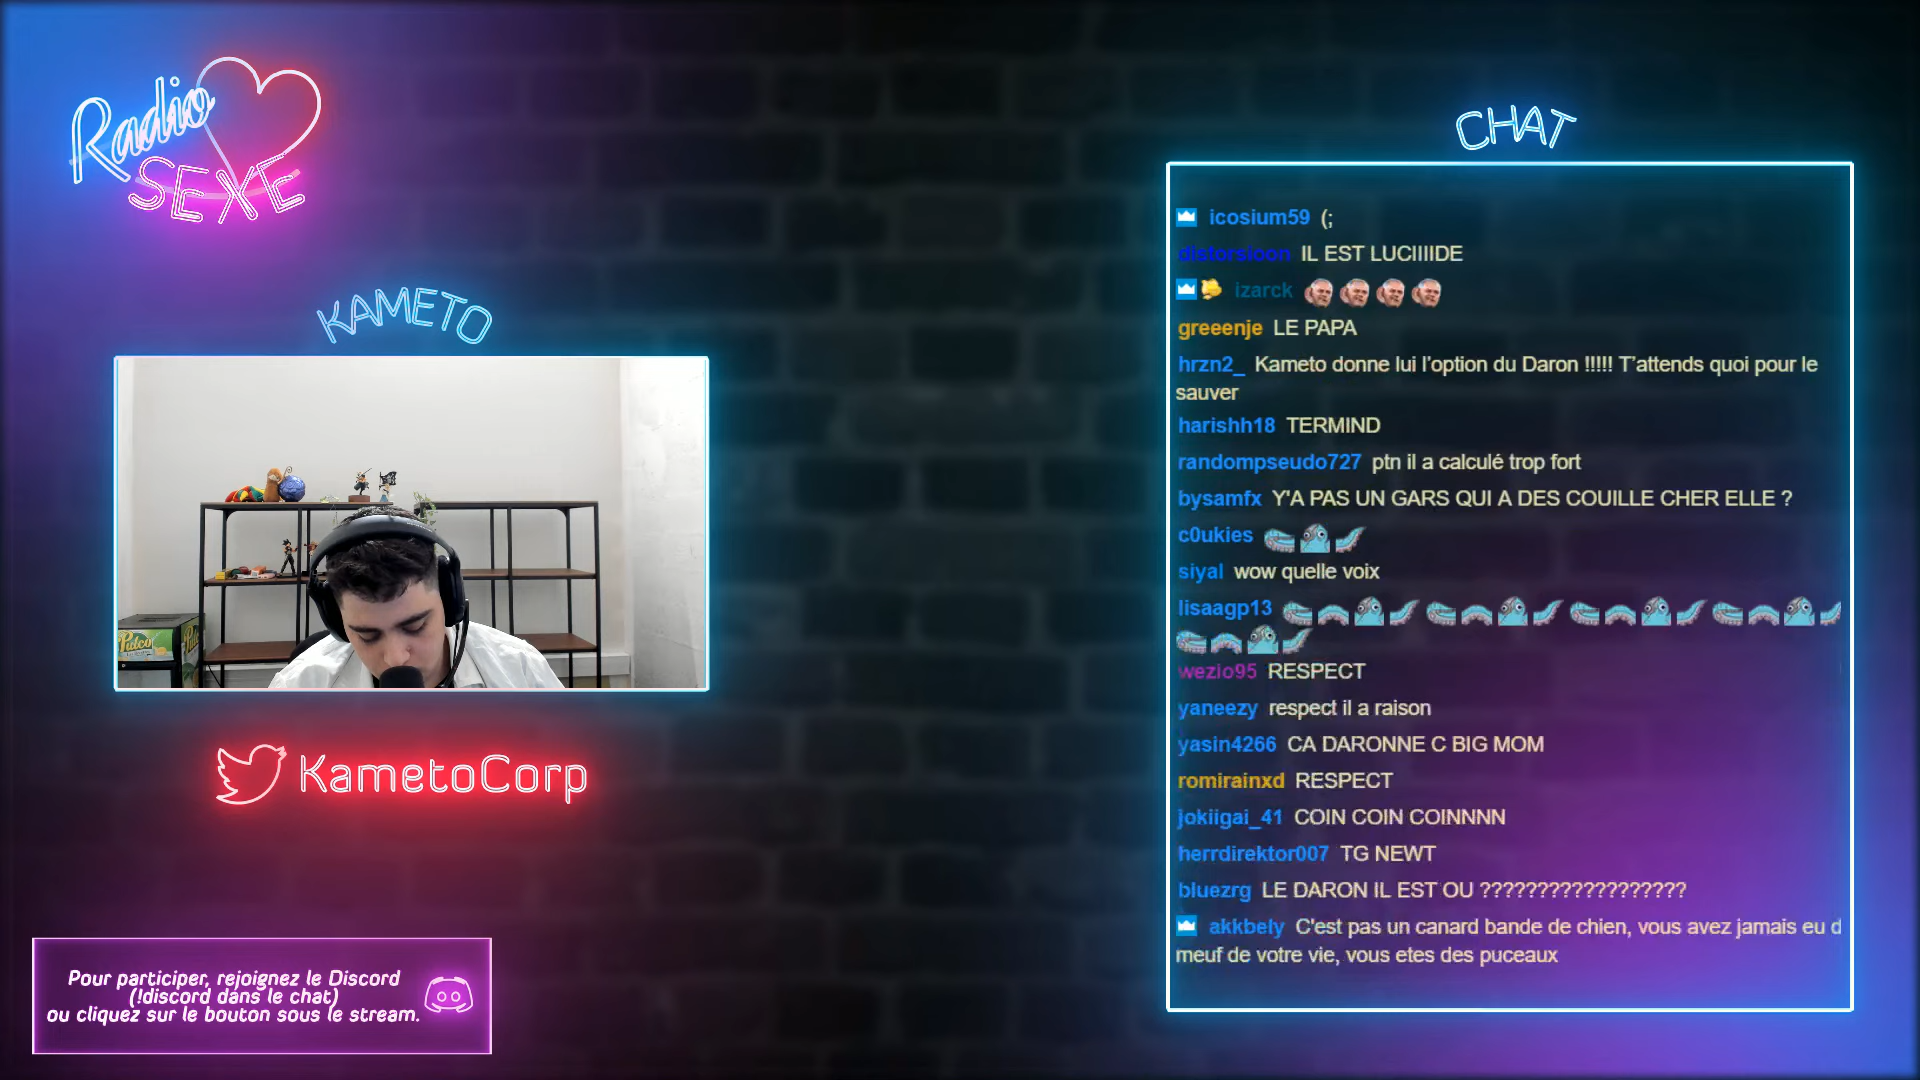 Radio
SEXE
KAMETO
Pulco
KametoCorp
Pour participer, rejoignez le Discord
(!discord dans le chat)
ou cliquez sur le bouton sous le stream.
CHAT
icosium59 (;
distorsioon IL EST LUCIIIIDE
izarck
greeenje LE PAPA
hrzn2_ Kameto donne lui l'option du Daron !!!!! T'attends quoi pour le
sauver
harishh18 TERMIND
randompseudo727 ptn il a calculé trop fort
bysamfx Y'A PAS UN GARS QUI A DES COUILLE CHER ELLE ?
c0ukies
siyal wow quelle voix
lisaagp13
wezio95 RESPECT
yaneezy respect il a raison
yasin4266 CA DARONNE C BIG MOM
romirainxd RESPECT
jokiigai_41 COIN COIN COINNNN
herrdirektor007 TG NEWT
bluezrg LE DARON IL EST OU ??????????????????
akkbely C'est pas un canard bande de chien, vous avez jamais eu d
meuf de votre vie, vous etes des puceaux